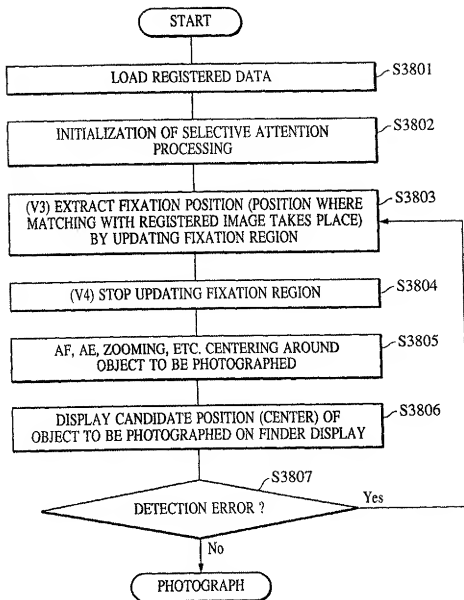 START
LOAD REGISTERED DATA
S3801
INITIALIZATION OF SELECTIVE ATTENTION
PROCESSING
S3802
(V3) EXTRACT FIXATION POSITION (POSITION WHERE
MATCHING WITH REGISTERED IMAGE TAKES PLACE)
BY UPDATING FIXATION REGION
S3803
(V4) STOP UPDATING FIXATION REGION
S3804
AF, AE, ZOOMING, ETC. CENTERING AROUND
OBJECT TO BE PHOTOGRAPHED
S3805
DISPLAY CANDIDATE POSITION (CENTER) OF
OBJECT TO BE PHOTOGRAPHED ON FINDER DISPLAY
S3806
S3807
DETECTION ERROR ?
Yes
No
PHOTOGRAPH